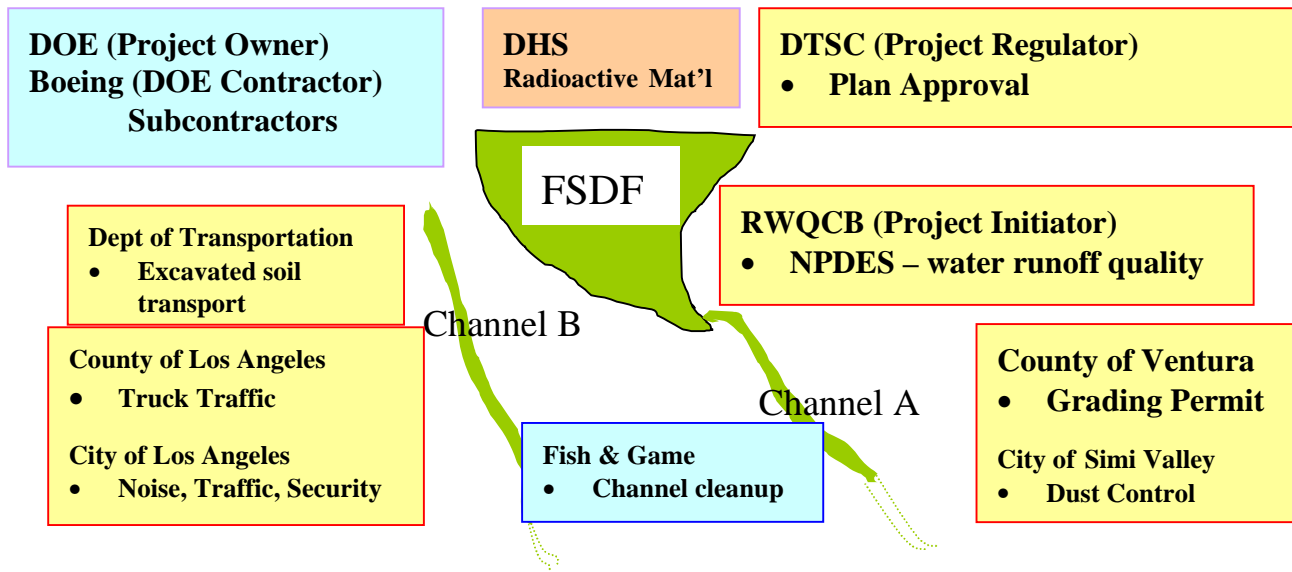 DOE (Project Owner)
Boeing (DOE Contractor)
Subcontractors
DHS
Radioactive Mat’l
DTSC (Project Regulator)
• Plan Approval
FSDF
RWQCB (Project Initiator)
• NPDES – water runoff quality
Dept of Transportation
• Excavated soil
transport
Channel B
County of Los Angeles
• Truck Traffic
City of Los Angeles
• Noise, Traffic, Security
Channel A
Fish & Game
• Channel cleanup
County of Ventura
• Grading Permit
City of Simi Valley
• Dust Control